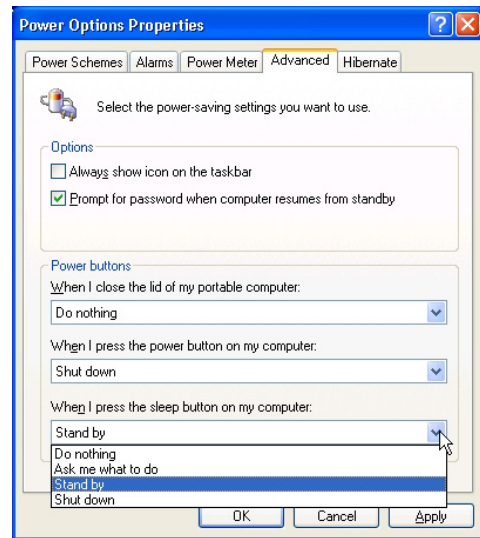 Power Options Properties
Power Schemes Alarms Power Meter Advanced Hibernate
Select the power-saving settings you want to use.
Options
Always show icon on the taskbar
Prompt for password when computer resumes from standby
Power buttons
When I close the lid of my portable computer:
Do nothing
When I press the power button on my computer:
Shut down
When I press the sleep button on my computer:
Stand by
Do nothing
Ask me what to do
Stand by
Shut down
OK Cancel Apply